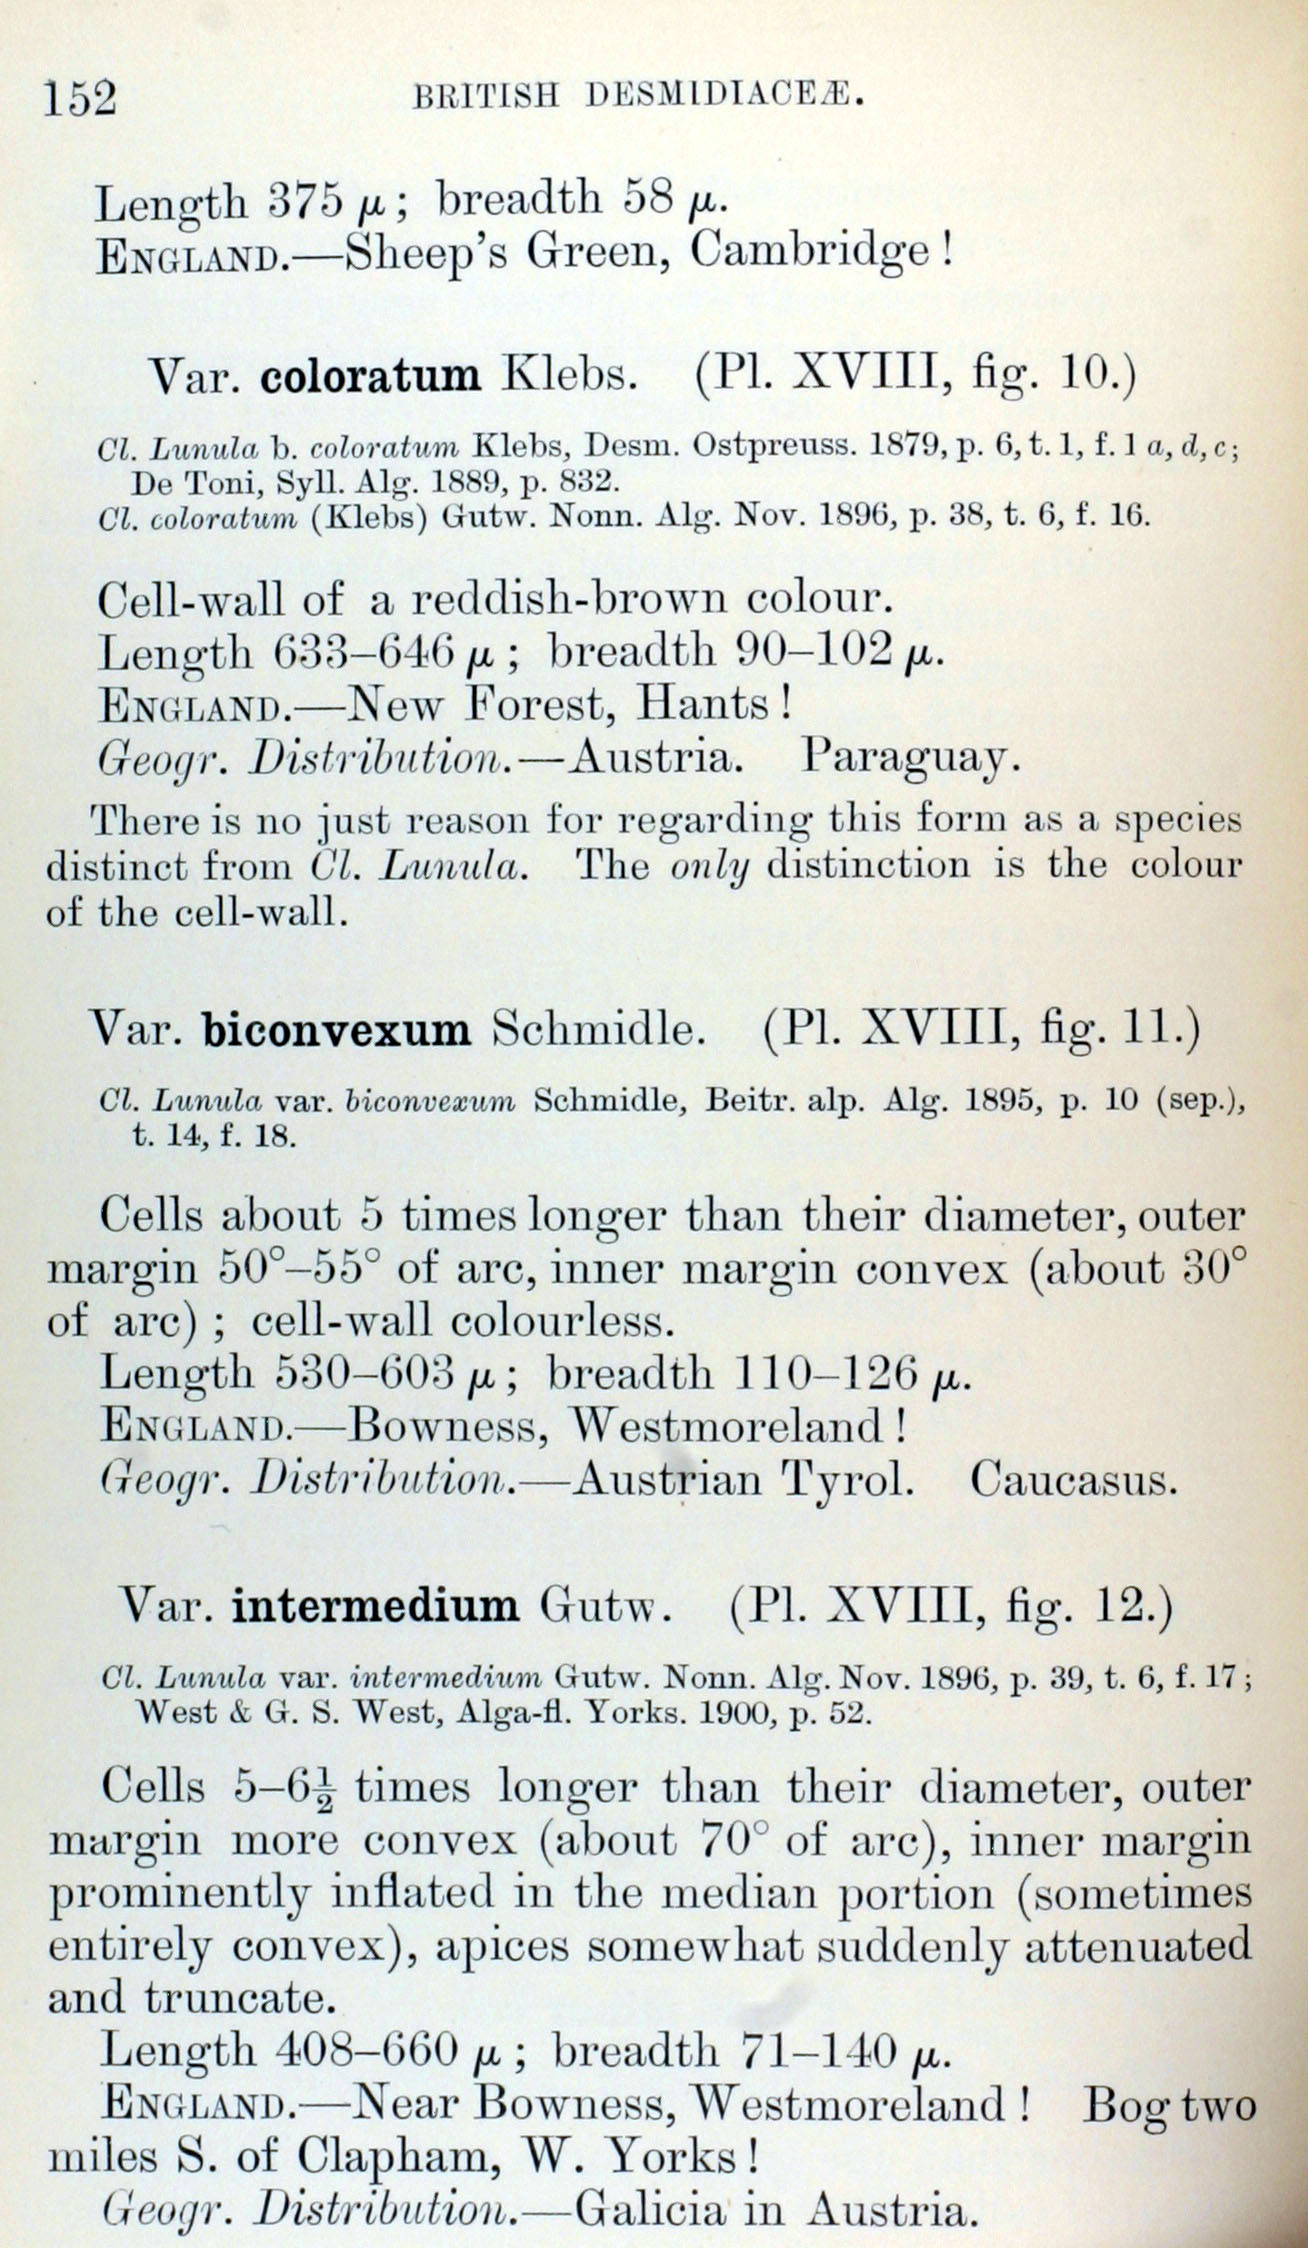 152 BRITISH DESMIDIACEÆ.
Length 375 µ; breadth 58 µ.
ENGLAND.—Sheep's Green, Cambridge!
Var. coloratum Klebs. (Pl. XVIII, fig. 10.)
Cl. Lunula b. coloratum Klebs, Desm. Ostpreuss. 1879, p. 6, t. 1, f. 1 a, d, c;
De Toni, Syll. Alg. 1889, p. 832.
Cl. coloratum (Klebs) Gutw. Nonn. Alg. Nov. 1896, p. 38, t. 6, f. 16.
Cell-wall of a reddish-brown colour.
Length 633–646 µ; breadth 90–102 µ.
ENGLAND.—New Forest, Hants!
Geogr. Distribution.—Austria. Paraguay.
There is no just reason for regarding this form as a species
distinct from Cl. Lunula. The only distinction is the colour
of the cell-wall.
Var. biconvexum Schmidle. (Pl. XVIII, fig. 11.)
Cl. Lunula var. biconvexum Schmidle, Beitr. alp. Alg. 1895, p. 10 (sep.),
t. 14, f. 18.
Cells about 5 times longer than their diameter, outer
margin 50°–55° of arc, inner margin convex (about 30°
of arc); cell-wall colourless.
Length 530–603 µ; breadth 110–126 µ.
ENGLAND.—Bowness, Westmoreland!
Geogr. Distribution.—Austrian Tyrol. Caucasus.
Var. intermedium Gutw. (Pl. XVIII, fig. 12.)
Cl. Lunula var. intermedium Gutw. Nonn. Alg. Nov. 1896, p. 39, t. 6, f. 17;
West & G. S. West, Alga-fl. Yorks. 1900, p. 52.
Cells 5–6½ times longer than their diameter, outer
margin more convex (about 70° of arc), inner margin
prominently inflated in the median portion (sometimes
entirely convex), apices somewhat suddenly attenuated
and truncate.
Length 408–660 µ; breadth 71–140 µ.
ENGLAND.—Near Bowness, Westmoreland! Bog two
miles S. of Clapham, W. Yorks!
Geogr. Distribution.—Galicia in Austria.